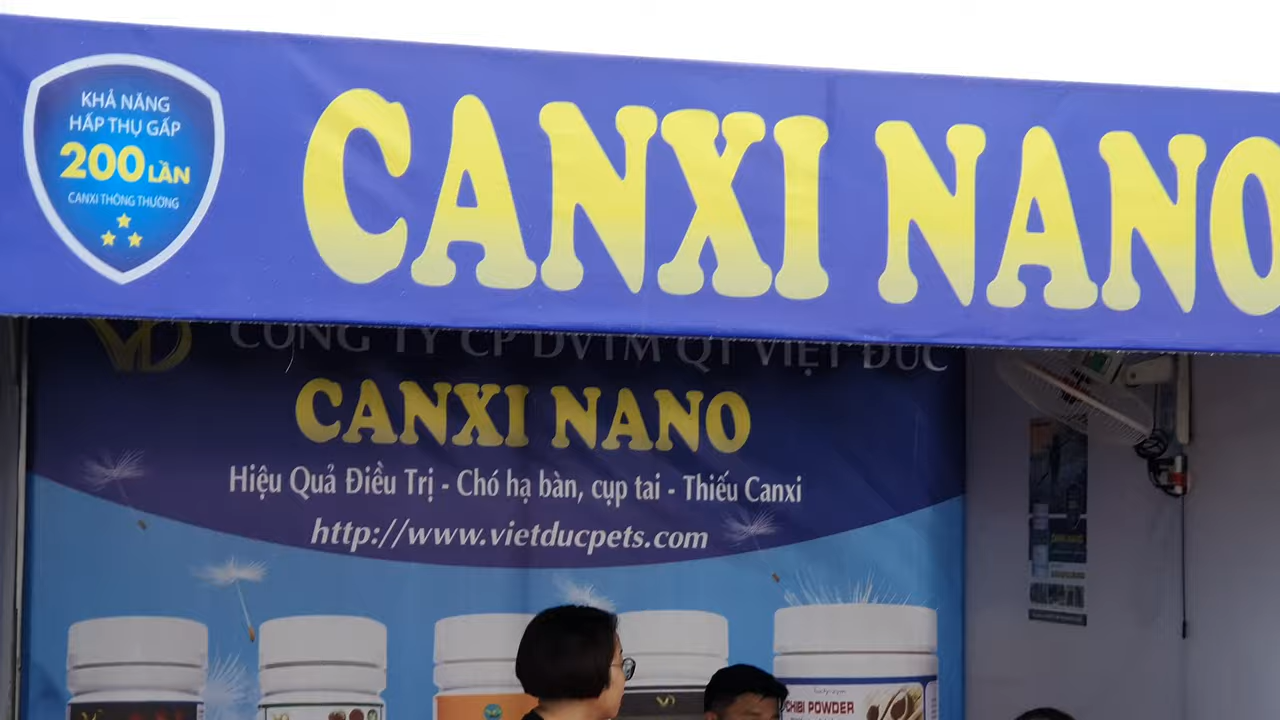 KHẢ NĂNG
HẤP THỤ GẤP
200 LẦN
CANXI THÔNG THƯỜNG
CANXI NANO
VD
CÔNG TY CP DVTM QT VIỆT ĐỨC
CANXI NANO
Hiệu Quả Điều Trị - Chó hạ bàn, cụp tai - Thiếu Canxi
http://www.vietducpets.com
VD
CHIBI POWDER